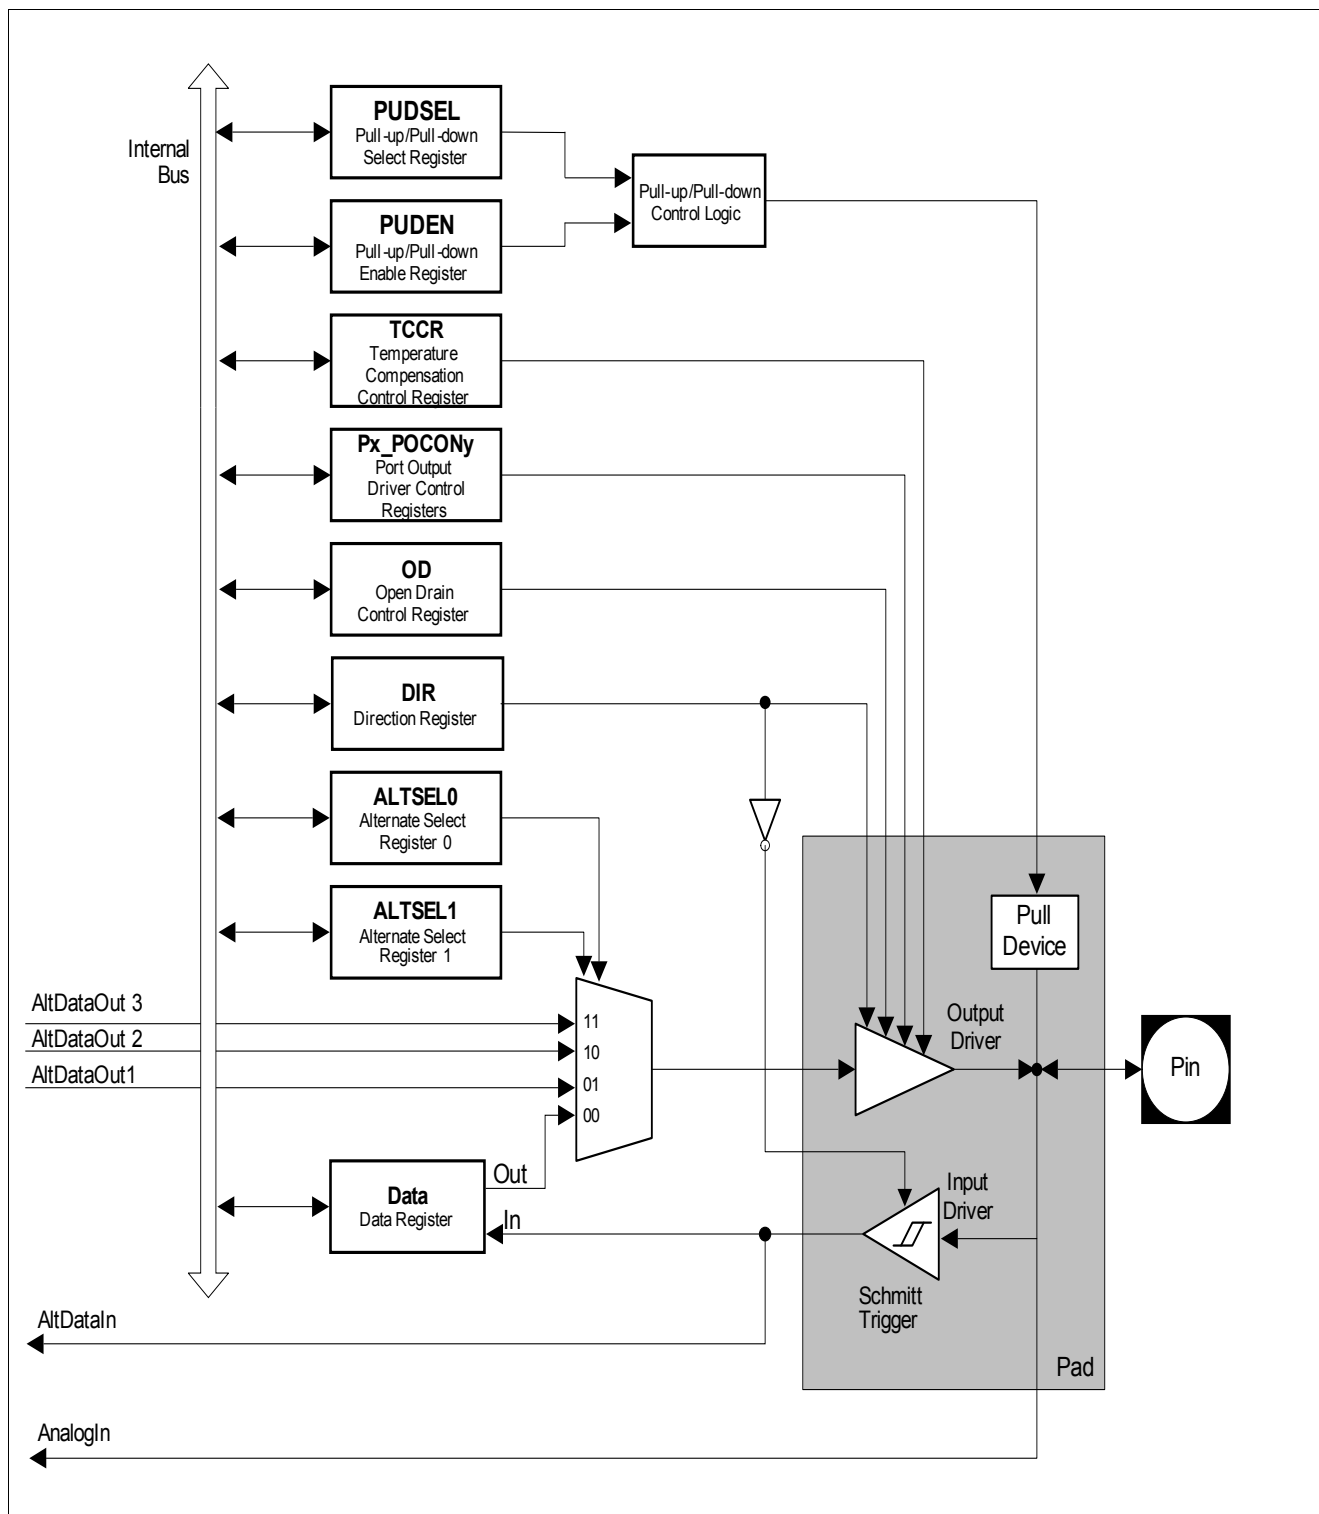 PUDSEL
Pull-up/Pull-down
Select Register
Internal
Bus
PUDEN
Pull-up/Pull-down
Enable Register
Pull-up/Pull-down
Control Logic
TCCR
Temperature
Compensation
Control Register
Px_POCONy
Port Output
Driver Control
Registers
OD
Open Drain
Control Register
DIR
Direction Register
ALTSEL0
Alternate Select
Register 0
ALTSEL1
Alternate Select
Register 1
Pull
Device
AltDataOut 3
AltDataOut 2
AltDataOut1
11
10
01
00
Output
Driver
Pin
Data
Data Register
Out
In
Input
Driver
Schmitt
Trigger
Pad
AltDataIn
AnalogIn